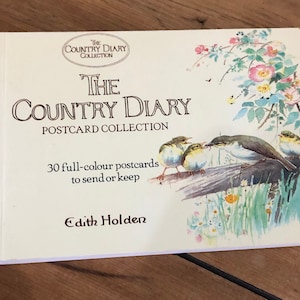 THE
COUNTRY DIARY
COLLECTION
THE
COUNTRY DIARY
POSTCARD COLLECTION
30 full-colour postcards
to send or keep
Edith Holden